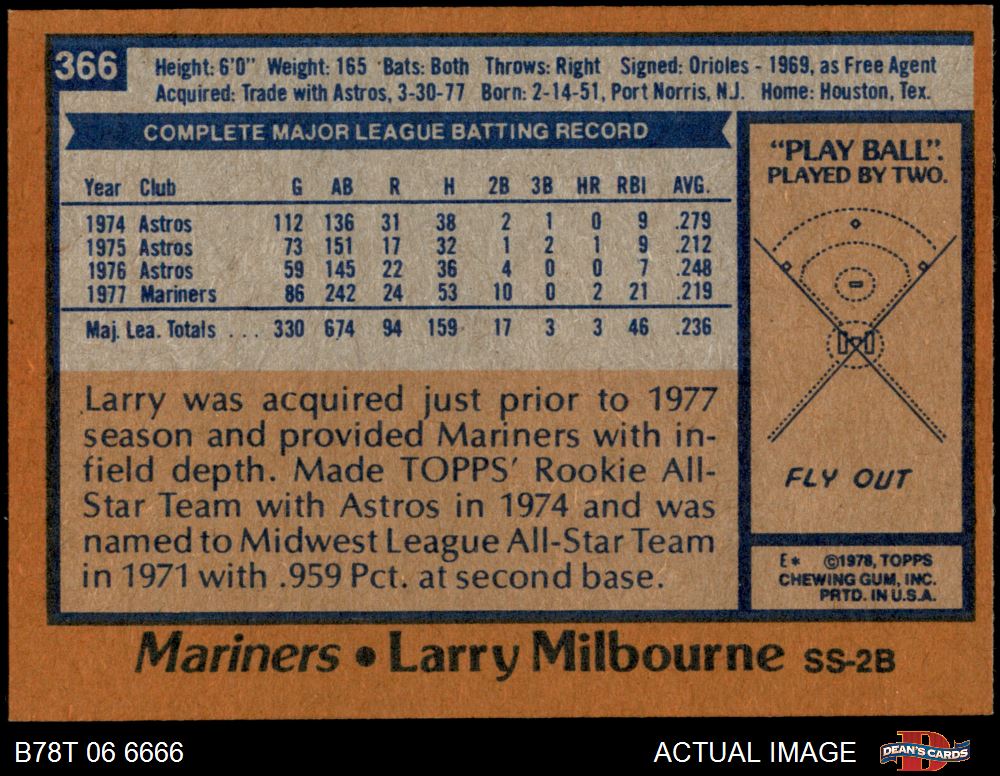 366
Height: 6'0" Weight: 165 Bats: Both Throws: Right Signed: Orioles - 1969, as Free Agent
Acquired: Trade with Astros, 3-30-77 Born: 2-14-51, Port Norris, N.J. Home: Houston, Tex.
COMPLETE MAJOR LEAGUE BATTING RECORD
Year Club G AB R H 2B 3B HR RBI AVG.
1974 Astros 112 136 31 38 2 1 0 9 .279
1975 Astros 73 151 17 32 1 2 1 9 .212
1976 Astros 59 145 22 36 4 0 0 7 .248
1977 Mariners 86 242 24 53 10 0 2 21 .219
Maj. Lea. Totals . . . 330 674 94 159 17 3 3 46 .236
Larry was acquired just prior to 1977
season and provided Mariners with in-
field depth. Made TOPPS' Rookie All-
Star Team with Astros in 1974 and was
named to Midwest League All-Star Team
in 1971 with .959 Pct. at second base.
"PLAY BALL".
PLAYED BY TWO.
FLY OUT
E* ©1978, TOPPS
CHEWING GUM, INC.
PRTD. IN U.S.A.
Mariners • Larry Milbourne SS-2B
B78T 06 6666
ACTUAL IMAGE
D
DEAN'S CARDS